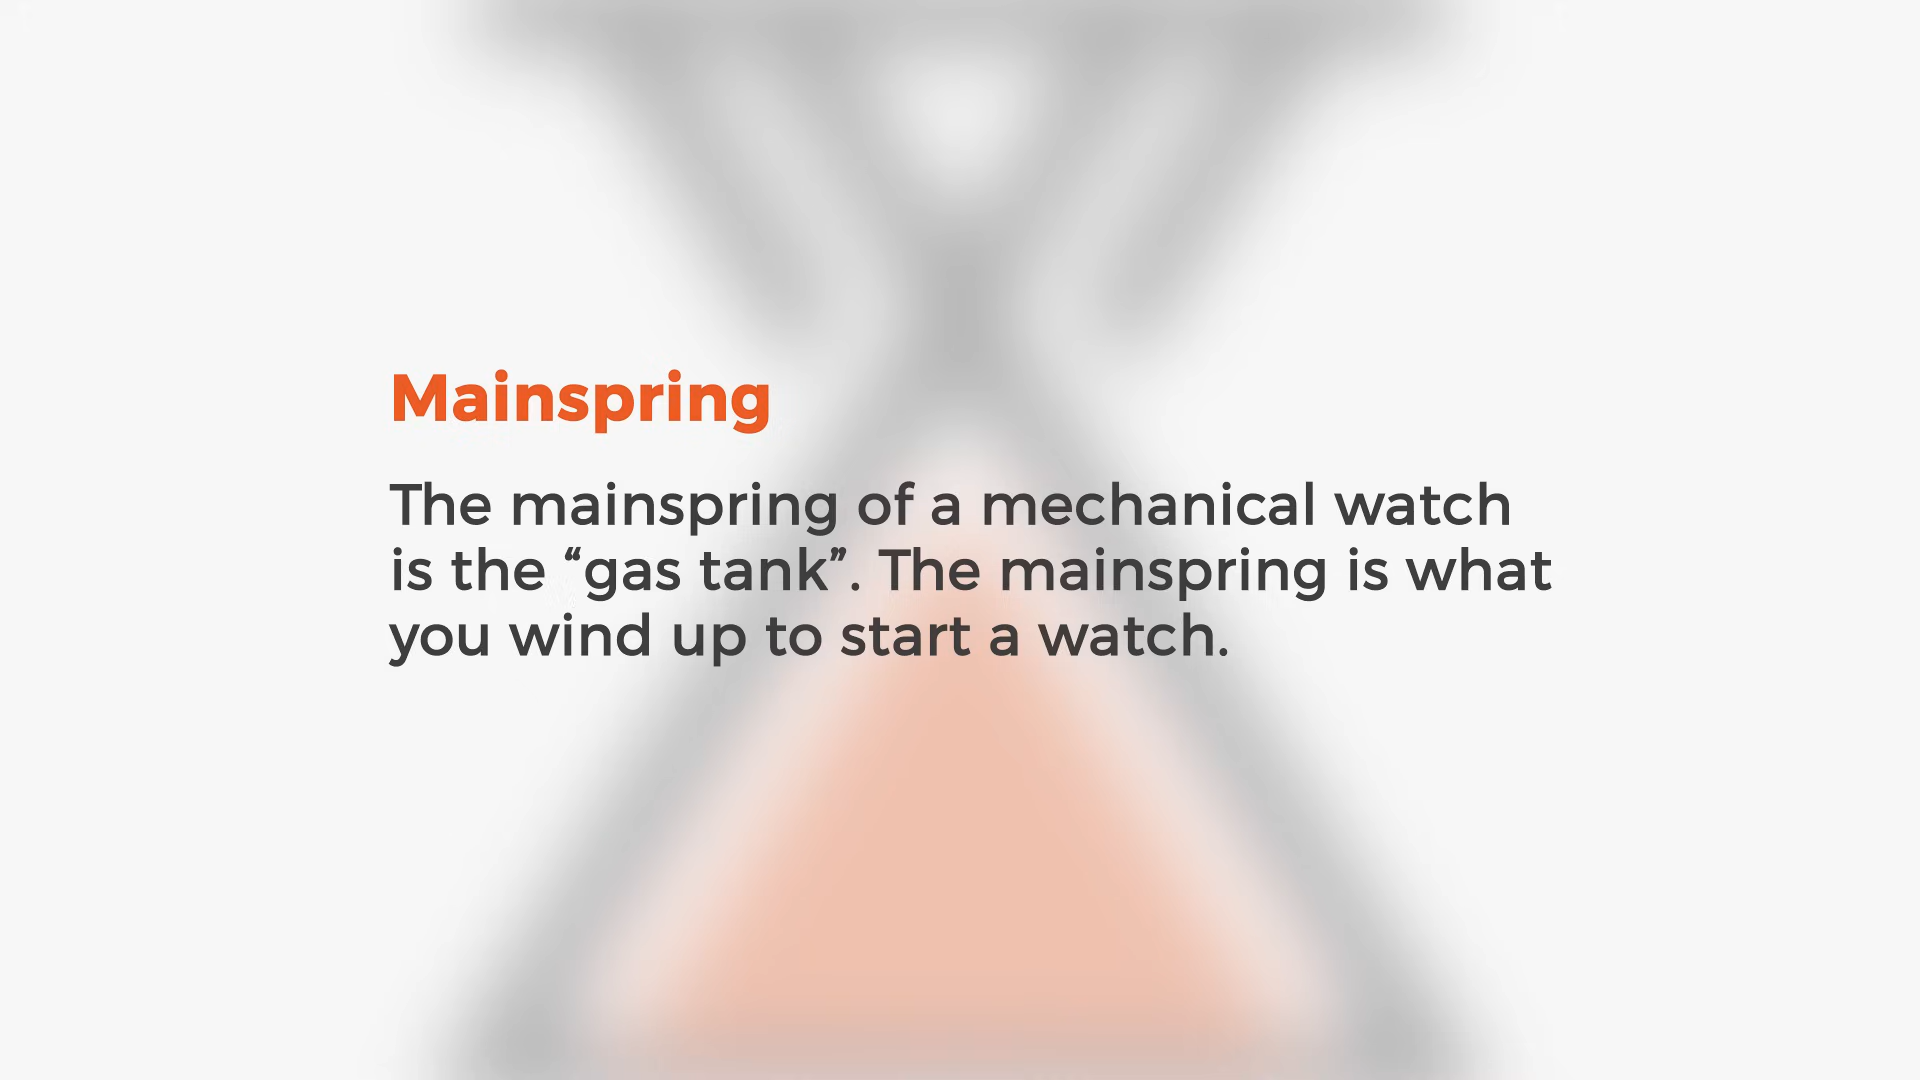 Mainspring
The mainspring of a mechanical watch
is the “gas tank”. The mainspring is what
you wind up to start a watch.